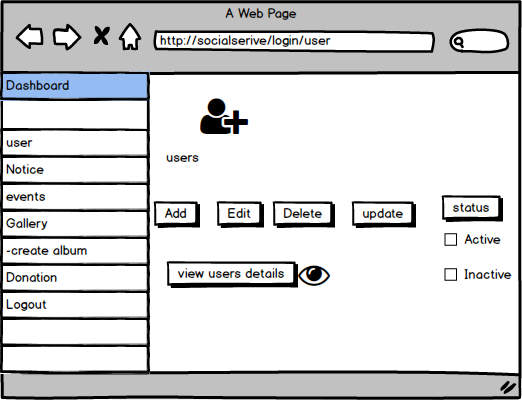 A Web Page
http://socialserive/login/user
Dashboard
user
Notice
events
Gallery
-create album
Donation
Logout
users
Add
Edit
Delete
update
status
Active
Inactive
view users details